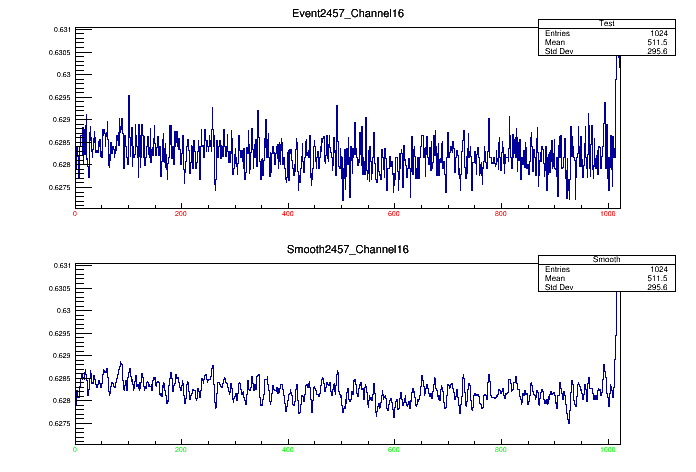 Event2457_Channel16
Test
Entries 1024
Mean 511.5
Std Dev 295.6
0.631
0.6305
0.63
0.6295
0.629
0.6285
0.628
0.6275
0 200 400 600 800 1000
Smooth2457_Channel16
Smooth
Entries 1024
Mean 511.5
Std Dev 295.6
0.631
0.6305
0.63
0.6295
0.629
0.6285
0.628
0.6275
0 200 400 600 800 1000